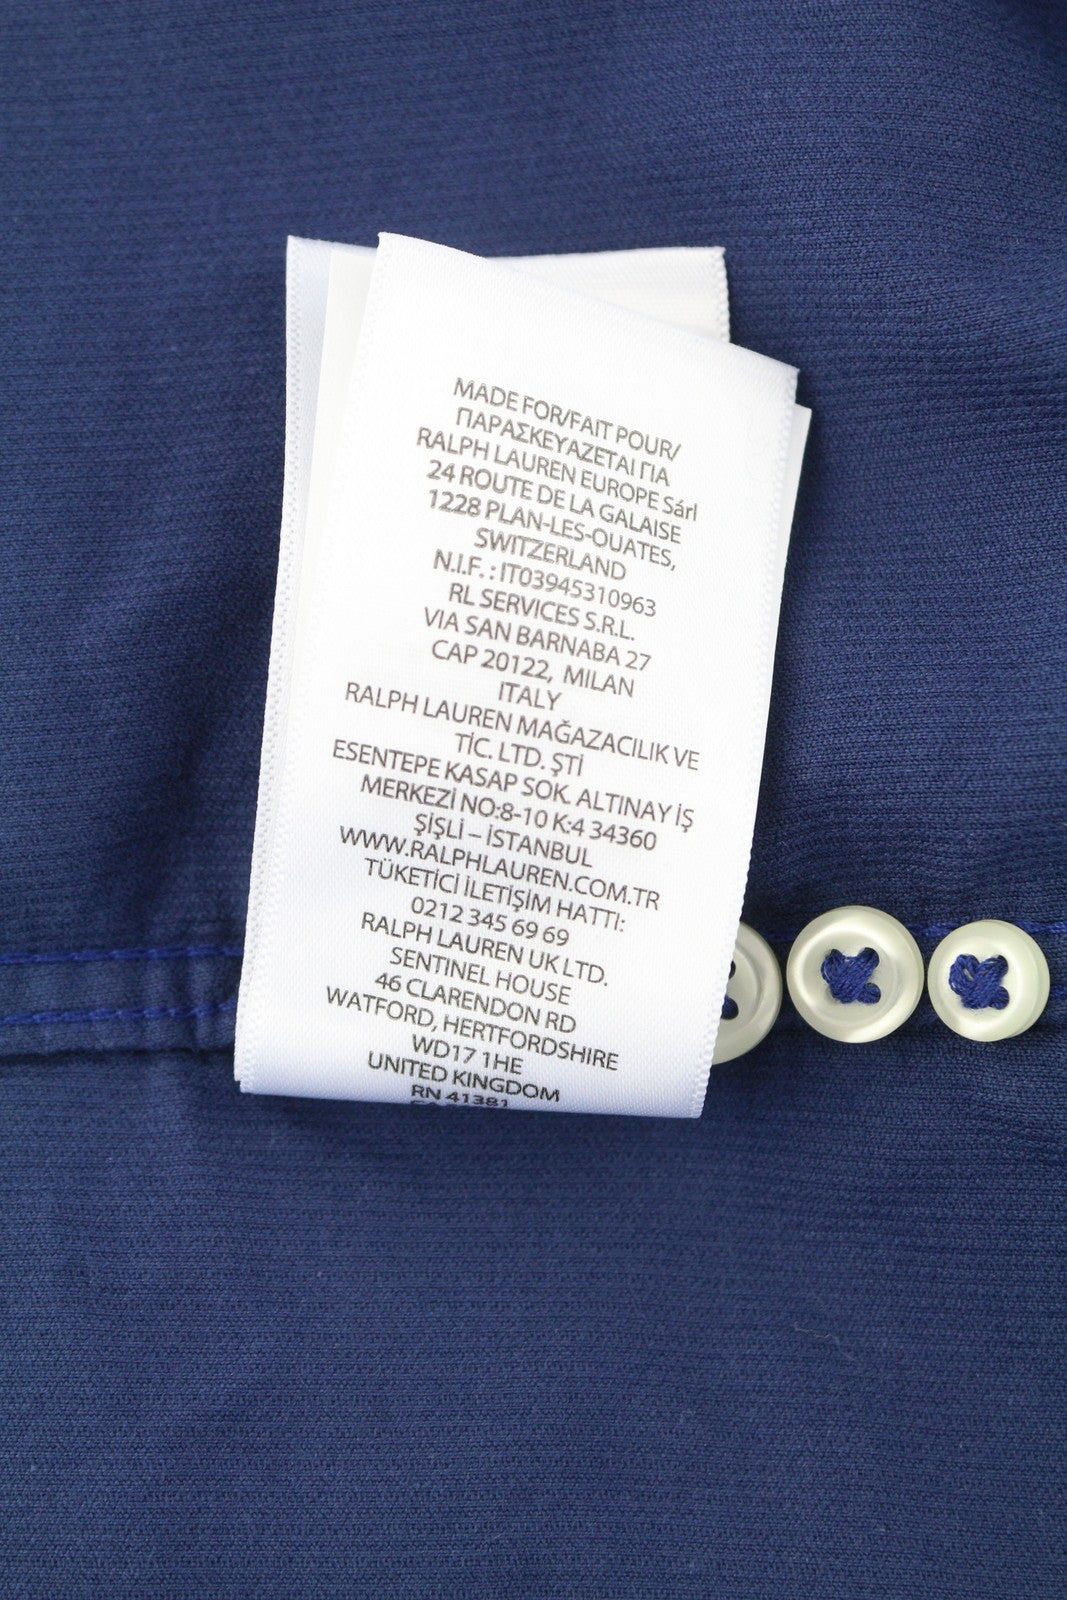 MADE FOR/FAIT POUR/
ΠΑΡΑΣΚΕΥΑΖΕΤΑΙ ΓΙΑ
RALPH LAUREN EUROPE Sárl
24 ROUTE DE LA GALAISE
1228 PLAN-LES-OUATES,
SWITZERLAND
N.I.F. : IT03945310963
RL SERVICES S.R.L.
VIA SAN BARNABA 27
CAP 20122, MILAN
ITALY
RALPH LAUREN MAĞAZACILIK VE
TİC. LTD. ŞTİ
ESENTEPE KASAP SOK. ALTINAY İŞ
MERKEZİ NO:8-10 K:4 34360
ŞİŞLİ – İSTANBUL
WWW.RALPHLAUREN.COM.TR
TÜKETİCİ İLETİŞİM HATTI:
0212 345 69 69
RALPH LAUREN UK LTD.
SENTINEL HOUSE
46 CLARENDON RD
WATFORD, HERTFORDSHIRE
WD17 1HE
UNITED KINGDOM
RN 41381